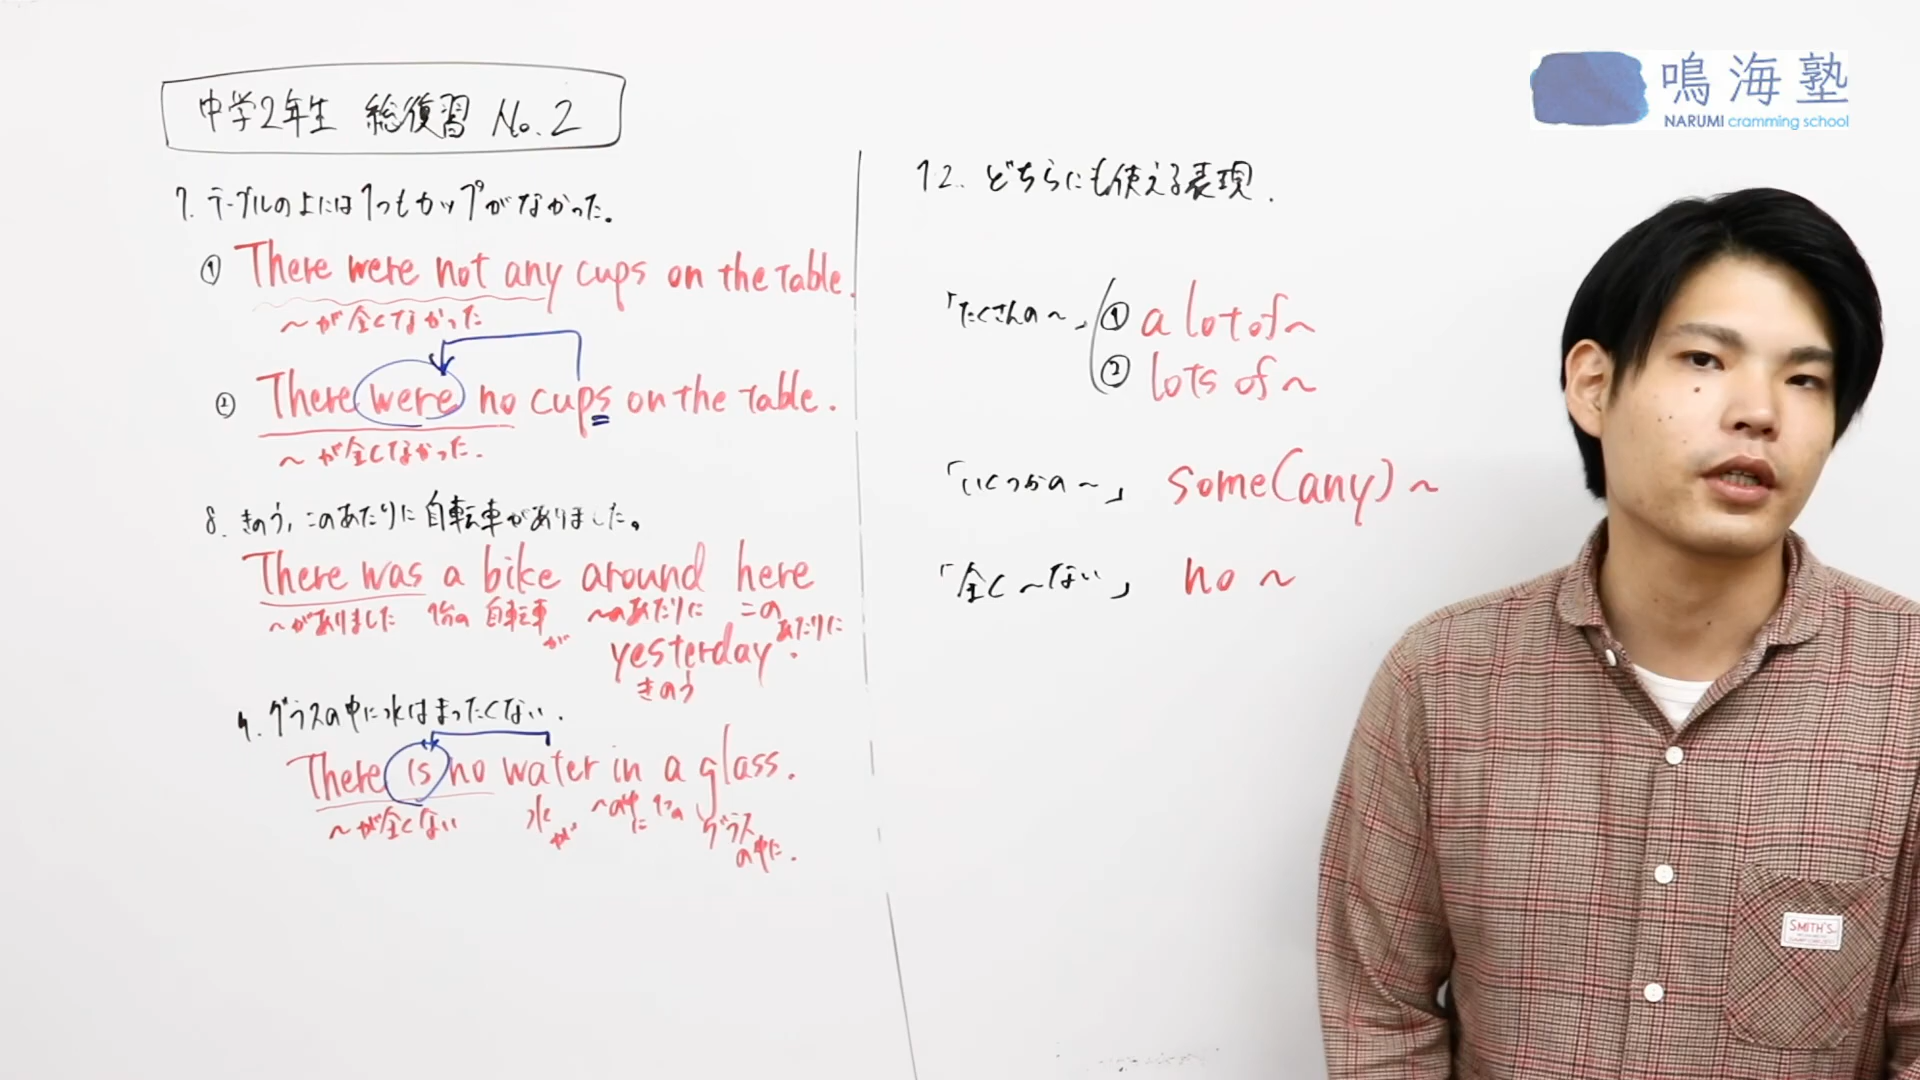 中学2年生 総復習 No.2
7. テーブルの上には1つもカップがなかった。
① There were not any cups on the table.
〜が全くなかった
② There were no cups on the table.
〜が全くなかった.
8. きのう, このあたりに自転車がありました。
There was a bike around here
〜がありました 1台の 自転車が 〜のあたりに このあたりに
yesterday.
きのう
9. グラスの中に水はまったくない.
There is no water in a glass.
〜が全くない 水が 〜の中に 1つの グラスの中に.
12. どちらにも使える表現.
「たくさんの〜」 ① a lot of 〜
② lots of 〜
「いくつかの〜」 some(any) 〜
「全く〜ない」 no 〜
鳴海塾
NARUMI cramming school
SMITH'S